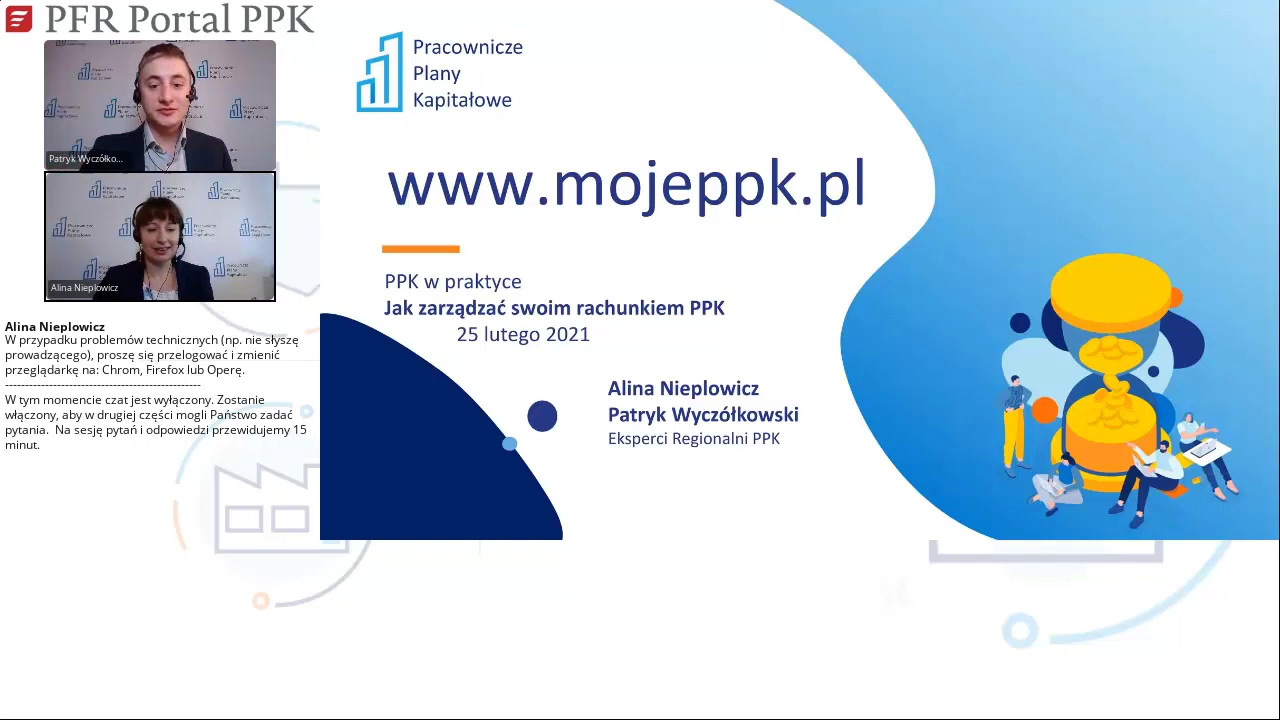 PFR Portal PPK
Patryk Wyczółko...
Alina Nieplowicz
Alina Nieplowicz
W przypadku problemów technicznych (np. nie słyszę
prowadzącego), proszę się przelogować i zmienić
przeglądarkę na: Chrom, Firefox lub Operę.
------------------------------------------------
W tym momencie czat jest wyłączony. Zostanie
włączony, aby w drugiej części mogli Państwo zadać
pytania.  Na sesję pytań i odpowiedzi przewidujemy 15
minut.
Pracownicze
Plany
Kapitałowe
www.mojeppk.pl
PPK w praktyce
Jak zarządzać swoim rachunkiem PPK
25 lutego 2021
Alina Nieplowicz
Patryk Wyczółkowski
Eksperci Regionalni PPK